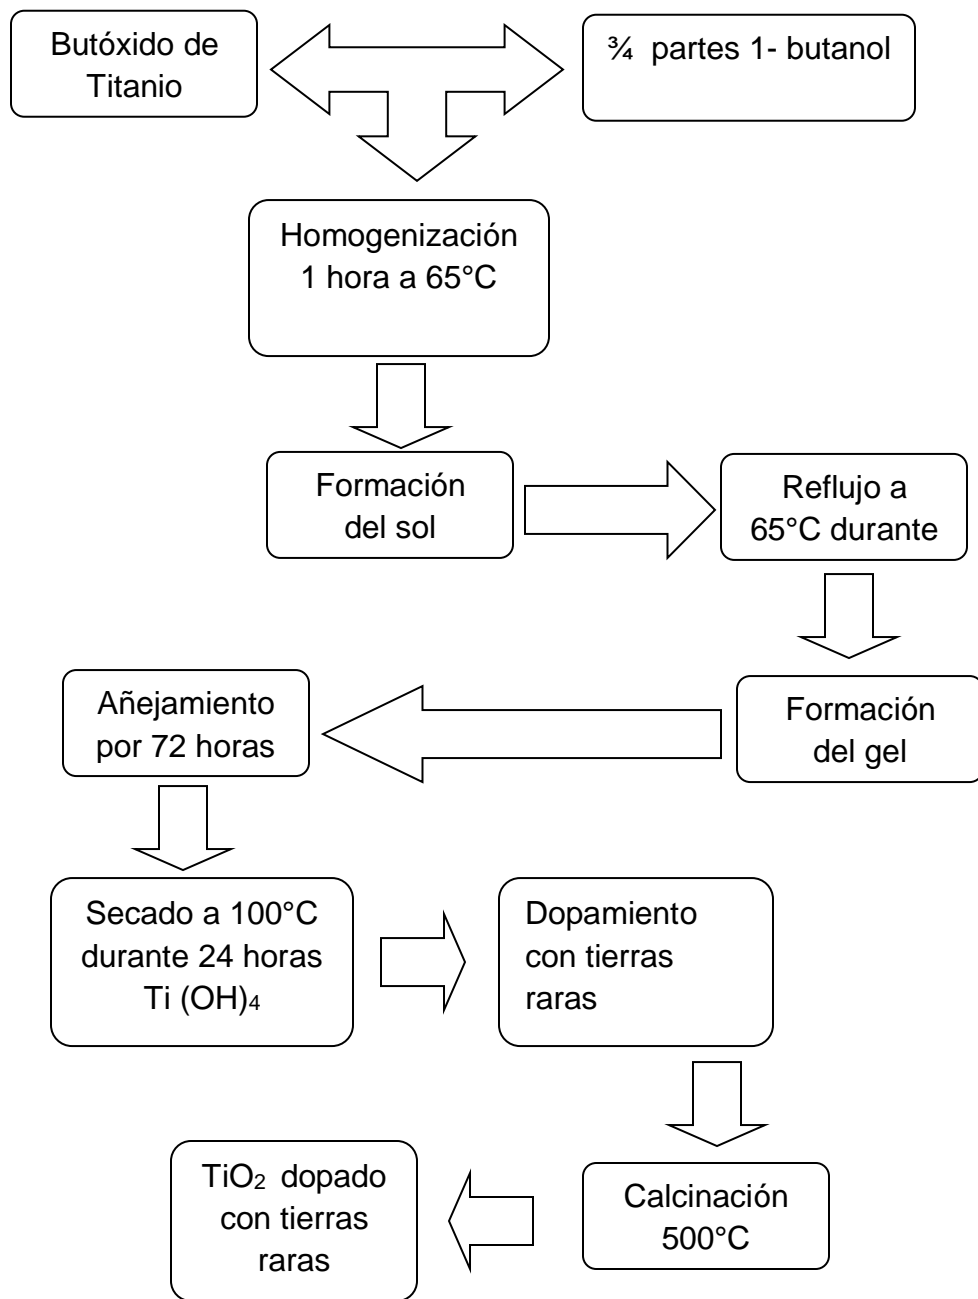 Butóxido de
Titanio
¾ partes 1- butanol
Homogenización
1 hora a 65°C
Formación
del sol
Reflujo a
65°C durante
Formación
del gel
Añejamiento
por 72 horas
Secado a 100°C
durante 24 horas
Ti (OH)₄
Dopamiento
con tierras
raras
Calcinación
500°C
TiO₂ dopado
con tierras
raras